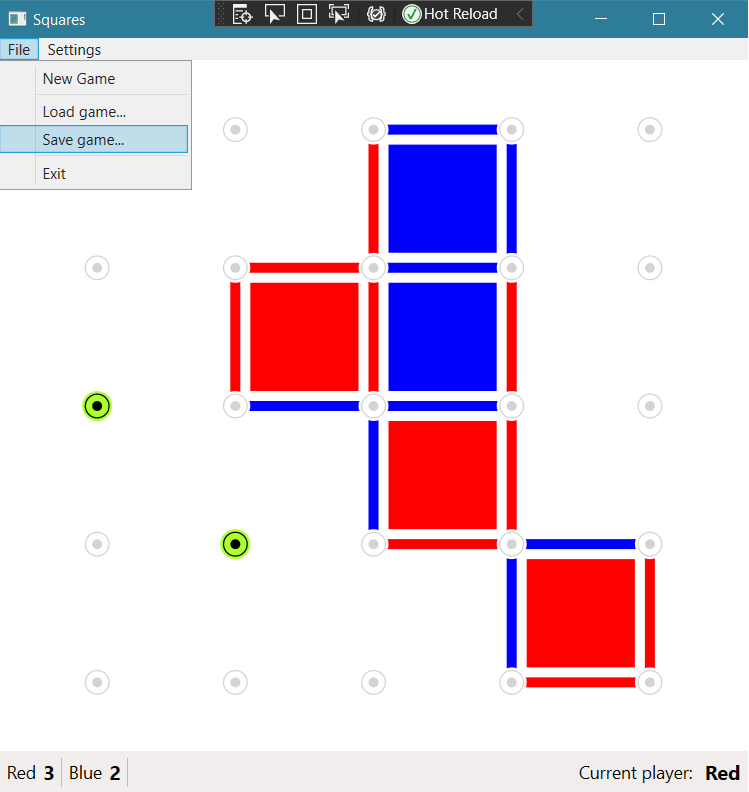 Squares
Hot Reload
File Settings
New Game
Load game...
Save game...
Exit
Red 3 Blue 2 Current player: Red